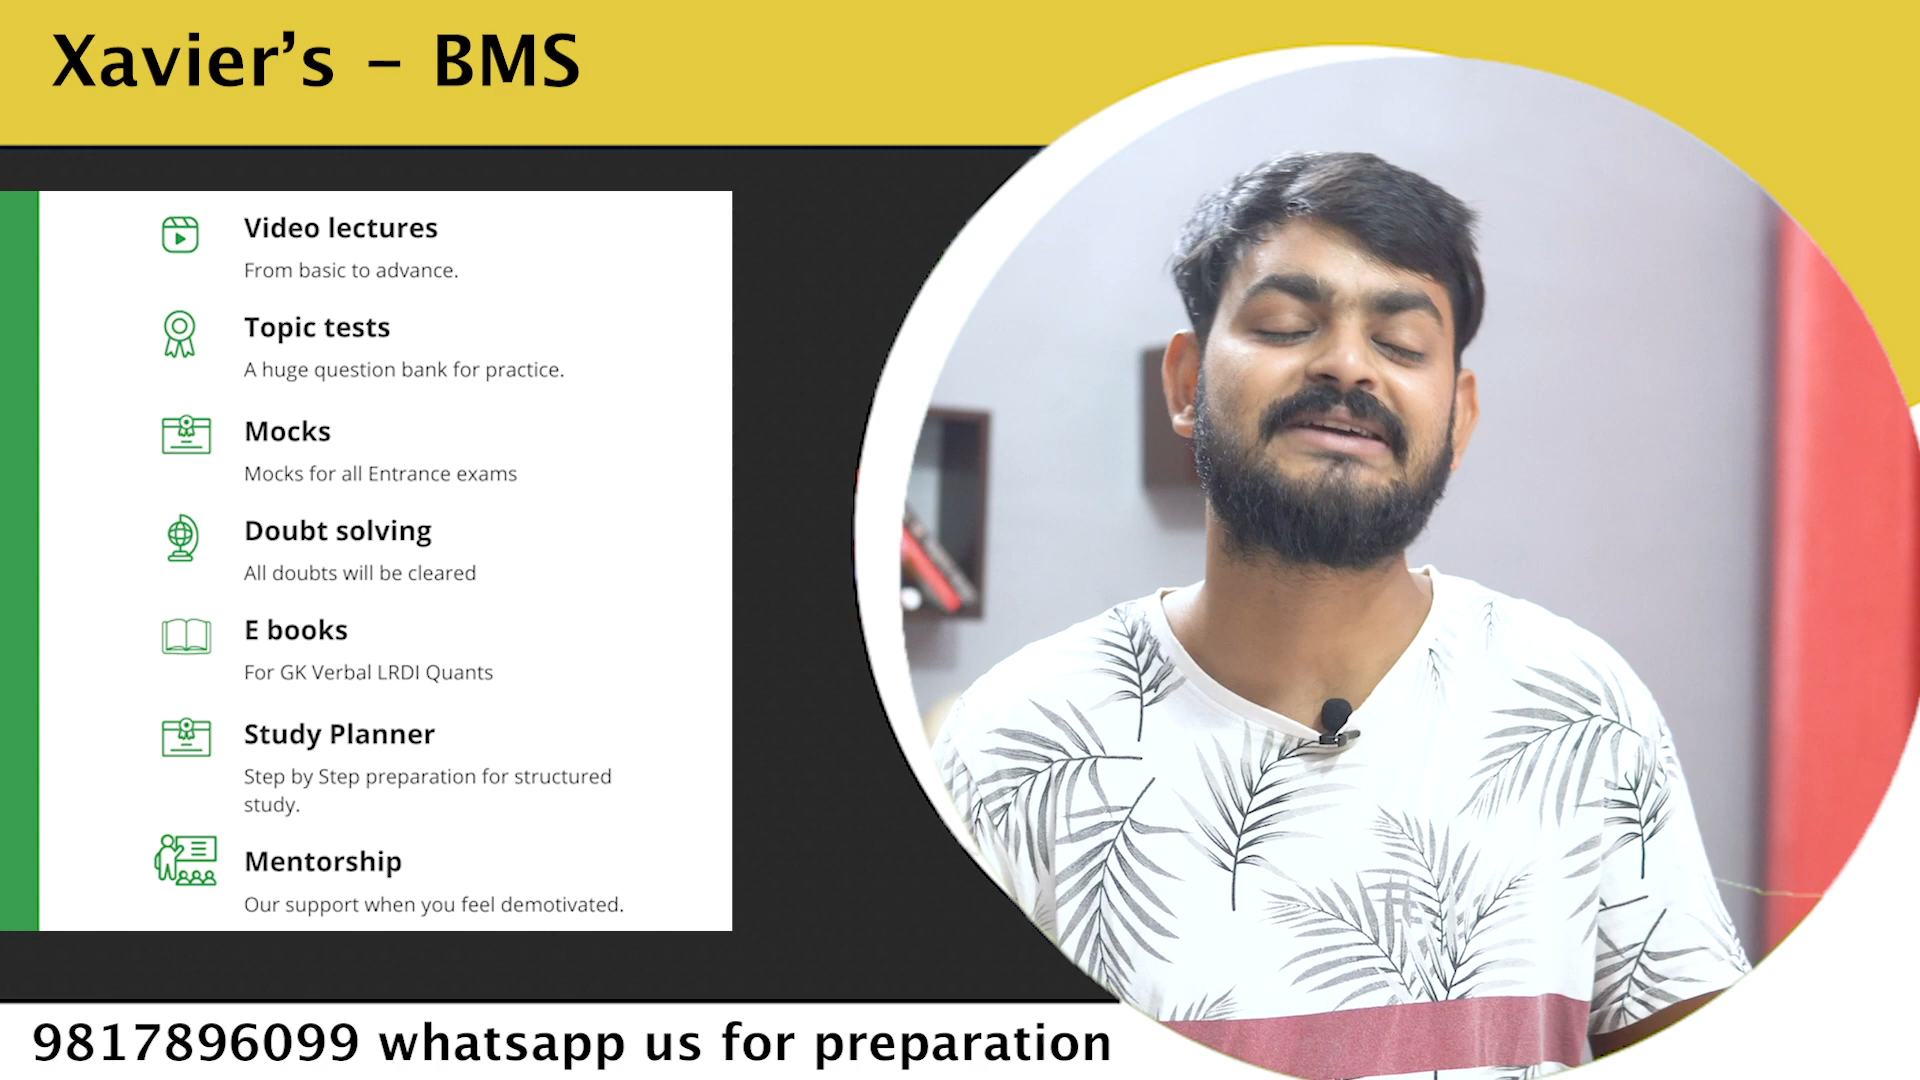 Xavier’s – BMS
Video lectures
From basic to advance.
Topic tests
A huge question bank for practice.
Mocks
Mocks for all Entrance exams
Doubt solving
All doubts will be cleared
E books
For GK Verbal LRDI Quants
Study Planner
Step by Step preparation for structured
study.
Mentorship
Our support when you feel demotivated.
9817896099 whatsapp us for preparation